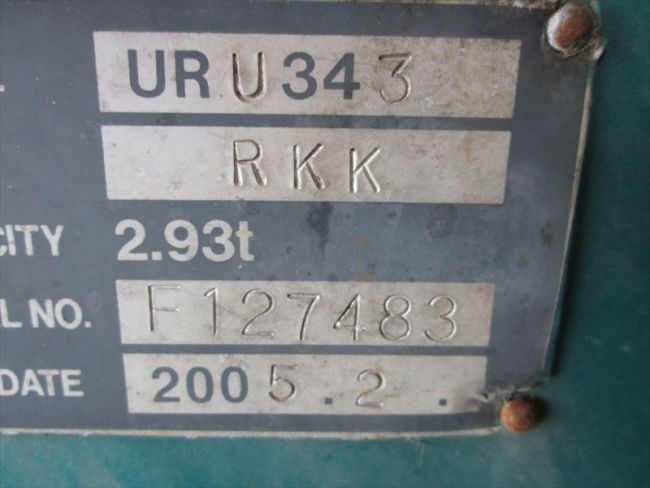 URU343
RKK
CITY 2.93t
L NO. F127483
DATE 2005.2.